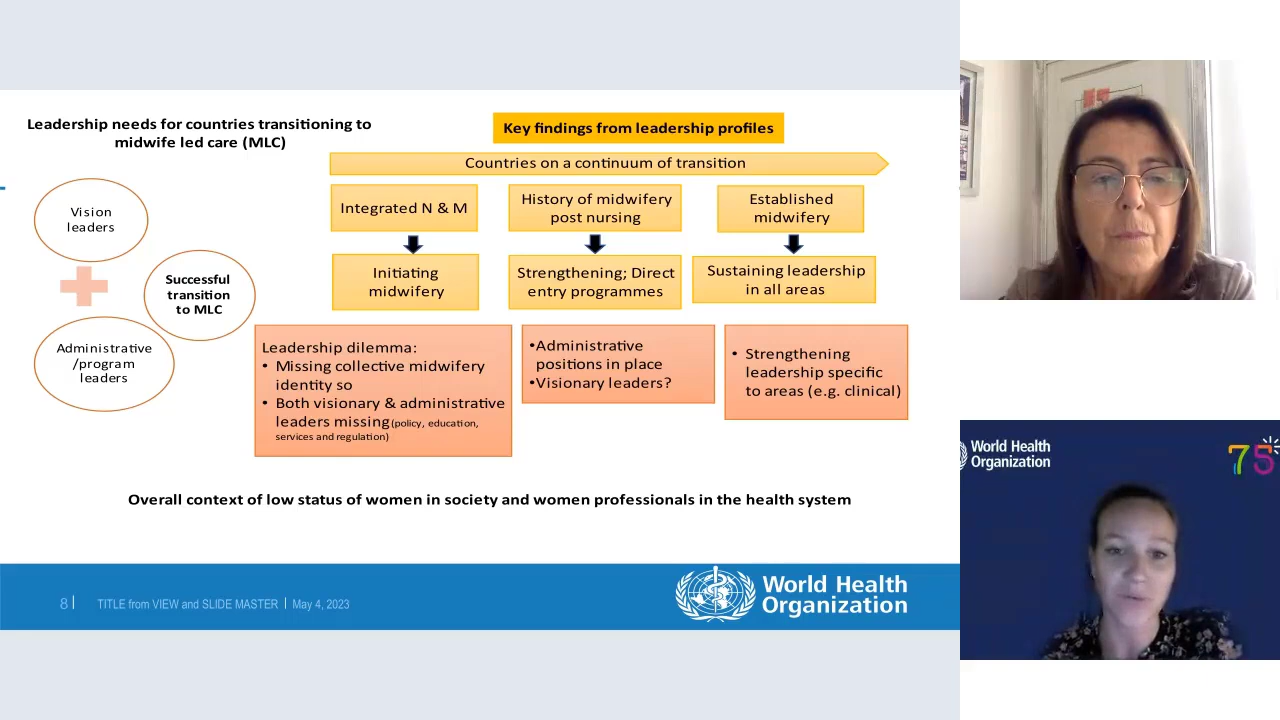 Leadership needs for countries transitioning to
midwife led care (MLC)
Vision
leaders
Successful
transition
to MLC
Administrative
/program
leaders
Key findings from leadership profiles
Countries on a continuum of transition
Integrated N & M
History of midwifery
post nursing
Established
midwifery
Initiating
midwifery
Strengthening; Direct
entry programmes
Sustaining leadership
in all areas
Leadership dilemma:
• Missing collective midwifery
identity so
• Both visionary & administrative
leaders missing (policy, education,
services and regulation)
•Administrative
positions in place
•Visionary leaders?
• Strengthening
leadership specific
to areas (e.g. clinical)
Overall context of low status of women in society and women professionals in the health system
8 | TITLE from VIEW and SLIDE MASTER | May 4, 2023
World Health
Organization
World Health
Organization
75